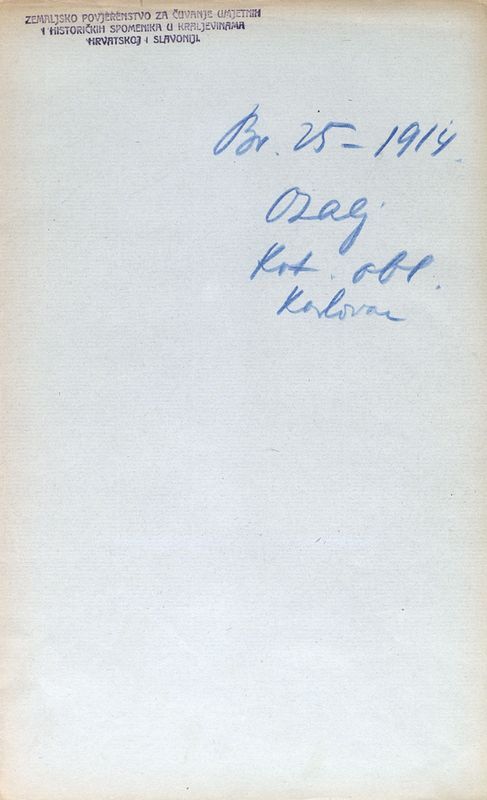 ZEMALJSKO POVJERENSTVO ZA ČUVANJE UMJETNIH
I HISTORIČKIH SPOMENIKA U KRALJEVINAMA
HRVATSKOJ I SLAVONIJI.
Br. 25 – 1914.
Ozalj
Kot. obl.
Karlovac